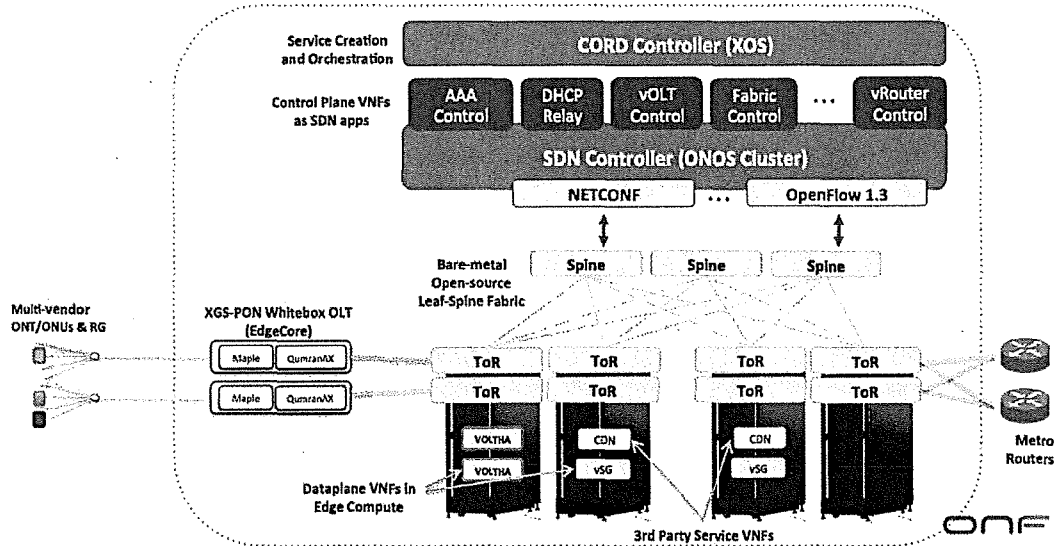 Service Creation
and Orchestration
CORD Controller (XOS)
Control Plane VNFs
as SDN apps
AAA
Control
DHCP
Relay
vOLT
Control
Fabric
Control
...
vRouter
Control
SDN Controller (ONOS Cluster)
NETCONF
...
OpenFlow 1.3
Bare-metal
Open-source
Leaf-Spine Fabric
Spine
Spine
Spine
Multi-vendor
ONT/ONUs & RG
XGS-PON Whitebox OLT
(EdgeCore)
Maple
QumranAX
Maple
QumranAX
ToR
ToR
ToR
ToR
ToR
ToR
ToR
ToR
VOLTHA
CDN
CDN
VOLTHA
vSG
vSG
Metro
Routers
Dataplane VNFs in
Edge Compute
3rd Party Service VNFs
ONF